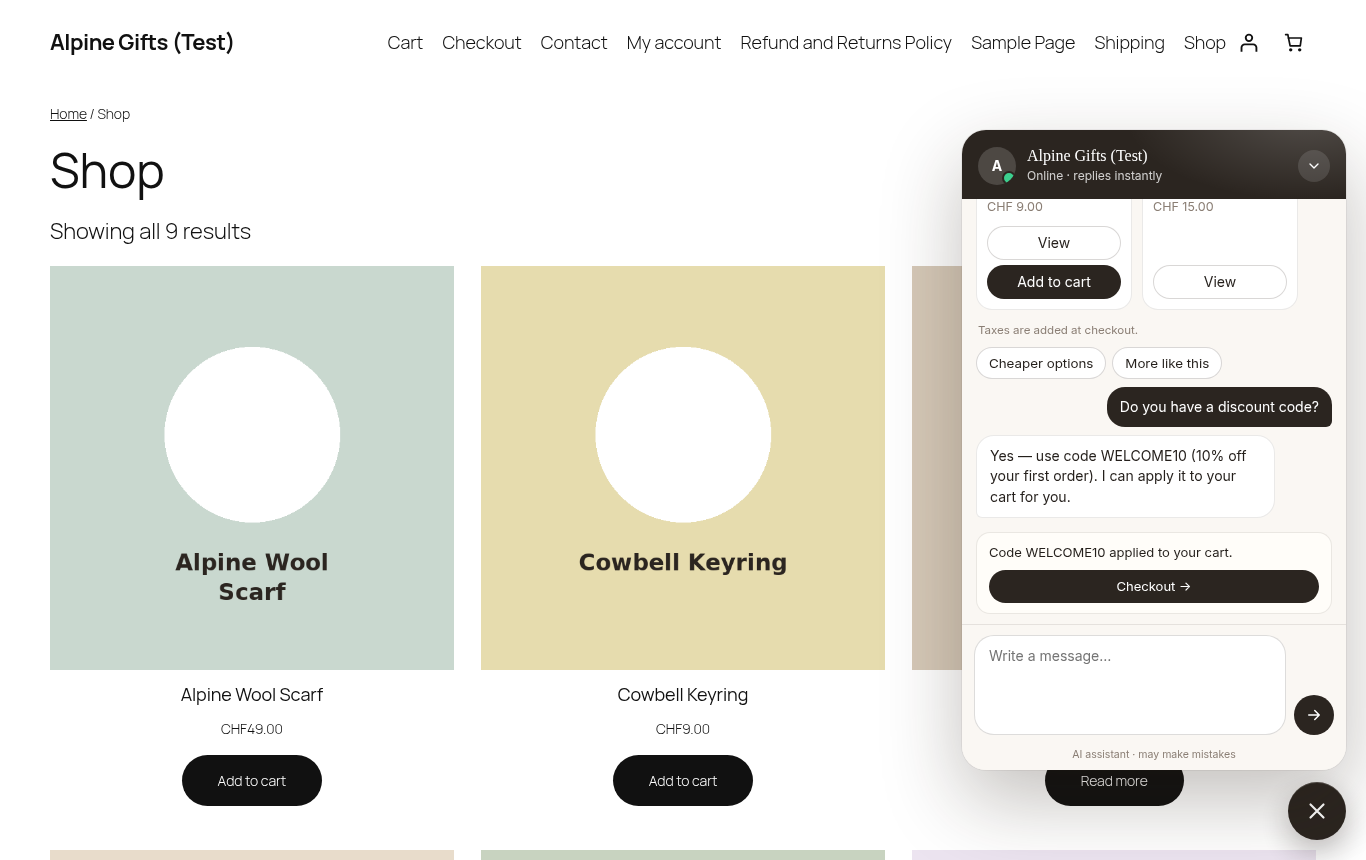 Alpine Gifts (Test)
Cart Checkout Contact My account Refund and Returns Policy Sample Page Shipping Shop
Home / Shop
Shop
Showing all 9 results
Alpine Wool
Scarf
Alpine Wool Scarf
CHF49.00
Add to cart
Cowbell Keyring
Cowbell Keyring
CHF9.00
Add to cart
Read more
A
Alpine Gifts (Test)
Online · replies instantly
CHF 9.00
View
Add to cart
CHF 15.00
View
Taxes are added at checkout.
Cheaper options
More like this
Do you have a discount code?
Yes — use code WELCOME10 (10% off
your first order). I can apply it to your
cart for you.
Code WELCOME10 applied to your cart.
Checkout →
Write a message…
AI assistant · may make mistakes